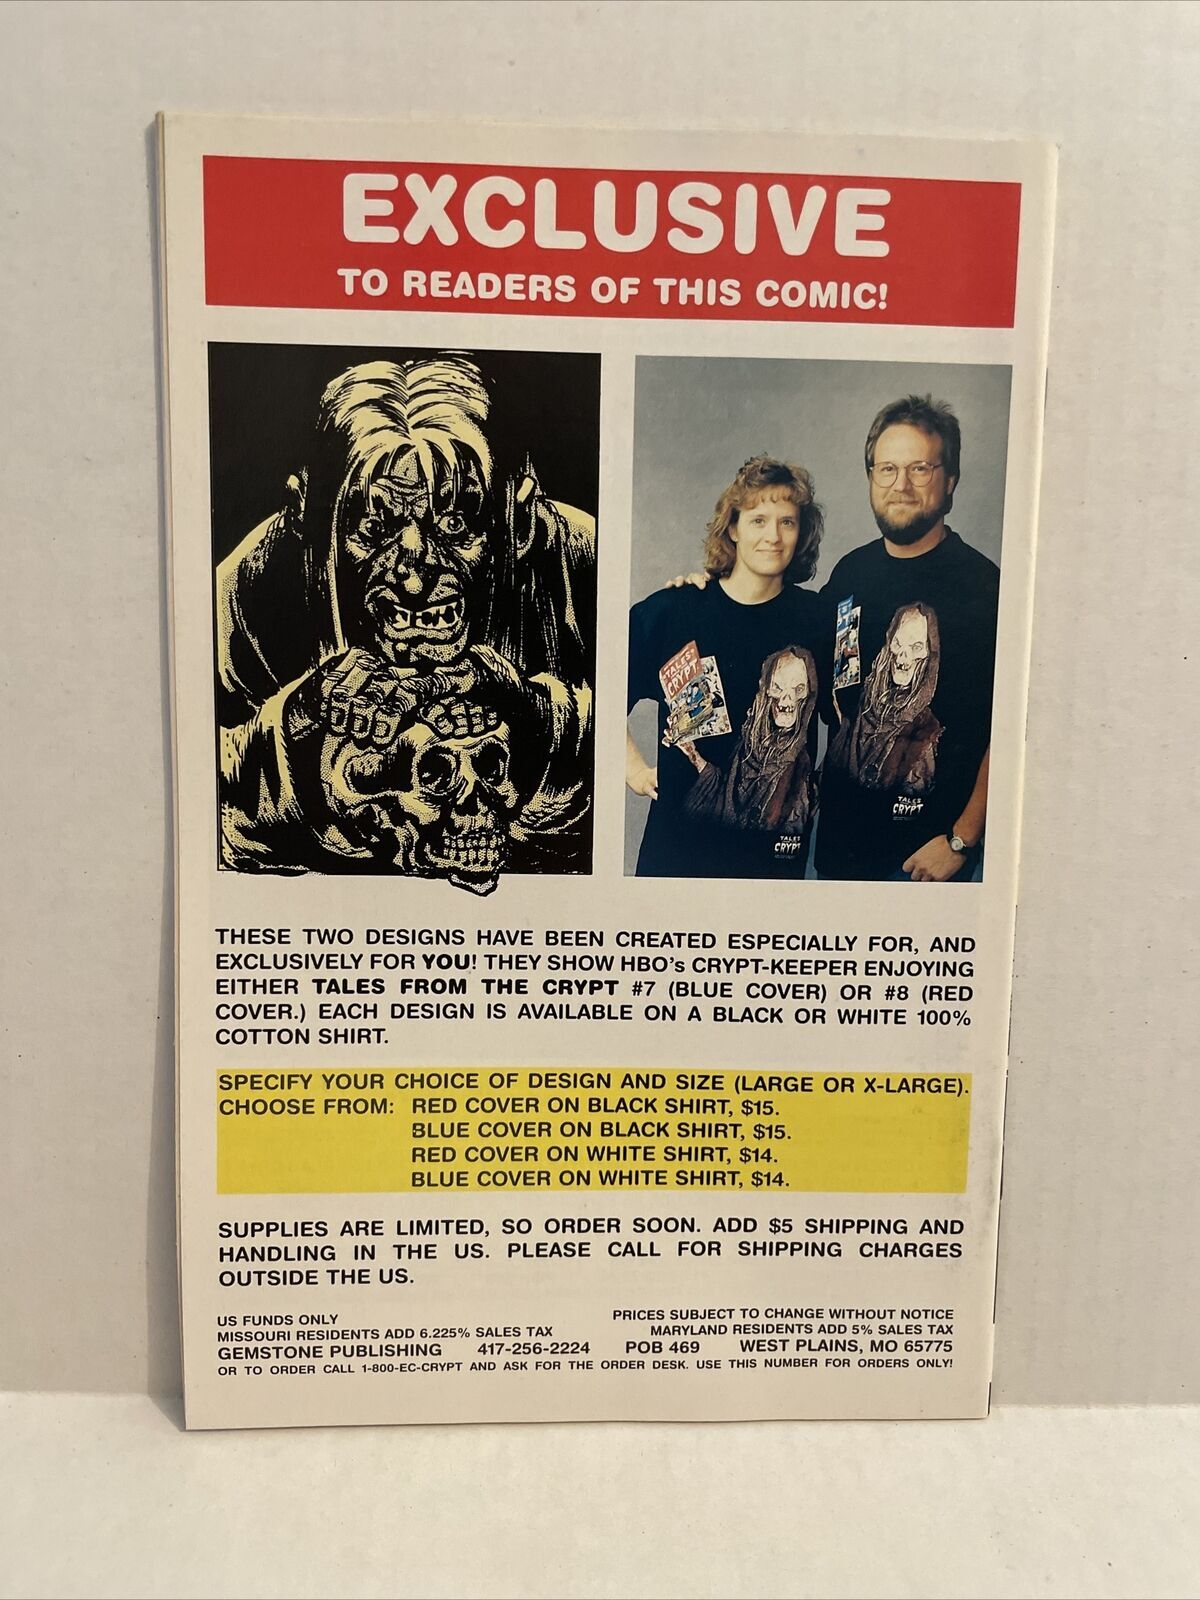 EXCLUSIVE
TO READERS OF THIS COMIC!
TALES
CRYPT
TALES
CRYPT
TALES
CRYPT
THESE TWO DESIGNS HAVE BEEN CREATED ESPECIALLY FOR, AND
EXCLUSIVELY FOR YOU! THEY SHOW HBO's CRYPT-KEEPER ENJOYING
EITHER TALES FROM THE CRYPT #7 (BLUE COVER) OR #8 (RED
COVER.) EACH DESIGN IS AVAILABLE ON A BLACK OR WHITE 100%
COTTON SHIRT.
SPECIFY YOUR CHOICE OF DESIGN AND SIZE (LARGE OR X-LARGE).
CHOOSE FROM: RED COVER ON BLACK SHIRT, $15.
BLUE COVER ON BLACK SHIRT, $15.
RED COVER ON WHITE SHIRT, $14.
BLUE COVER ON WHITE SHIRT, $14.
SUPPLIES ARE LIMITED, SO ORDER SOON. ADD $5 SHIPPING AND
HANDLING IN THE US. PLEASE CALL FOR SHIPPING CHARGES
OUTSIDE THE US.
US FUNDS ONLY PRICES SUBJECT TO CHANGE WITHOUT NOTICE
MISSOURI RESIDENTS ADD 6.225% SALES TAX MARYLAND RESIDENTS ADD 5% SALES TAX
GEMSTONE PUBLISHING 417-256-2224 POB 469 WEST PLAINS, MO 65775
OR TO ORDER CALL 1-800-EC-CRYPT AND ASK FOR THE ORDER DESK. USE THIS NUMBER FOR ORDERS ONLY!